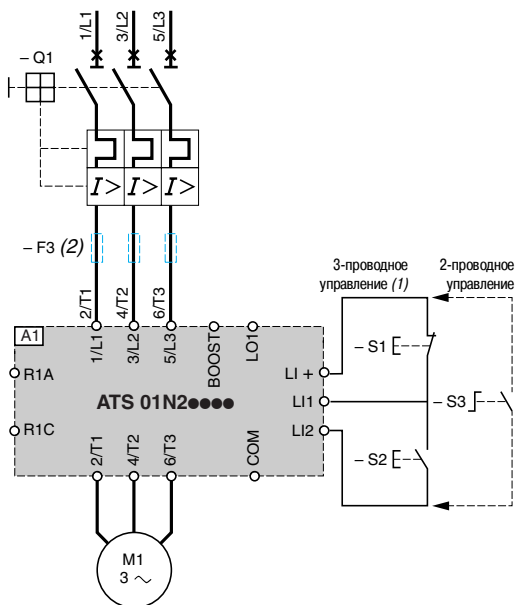 1/L1 3/L2 5/L3
– Q1
I> I> I>
– F3 (2)
2/T1 4/T2 6/T3
3-проводное управление (1)
2-проводное управление
A1
1/L1 3/L2 5/L3 BOOST LO1
R1A
LI +
– S1
ATS 01N2●●●●
LI1
– S3
R1C
LI2
– S2
2/T1 4/T2 6/T3 COM
M1
3 ~